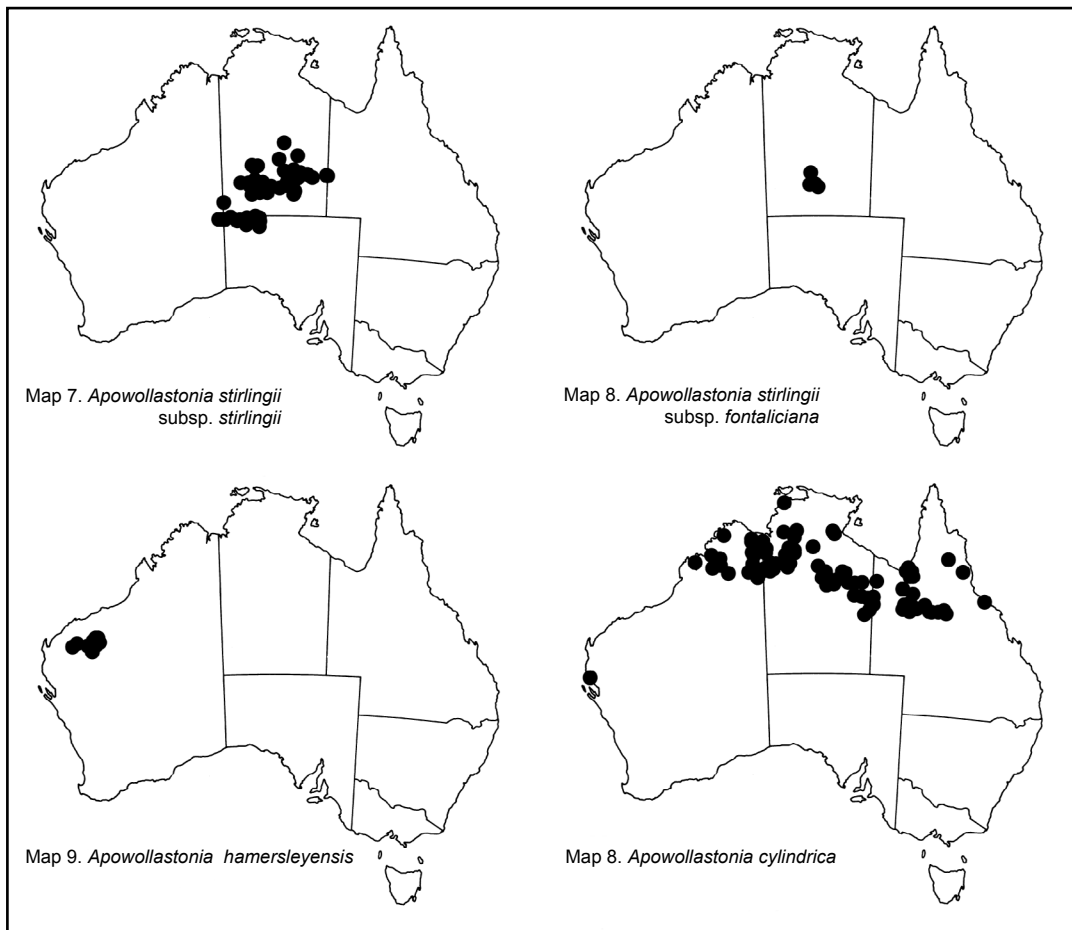 Map 7. Apowollastonia stirlingii
subsp. stirlingii
Map 8. Apowollastonia stirlingii
subsp. fontaliciana
Map 9. Apowollastonia hamersleyensis
Map 8. Apowollastonia cylindrica